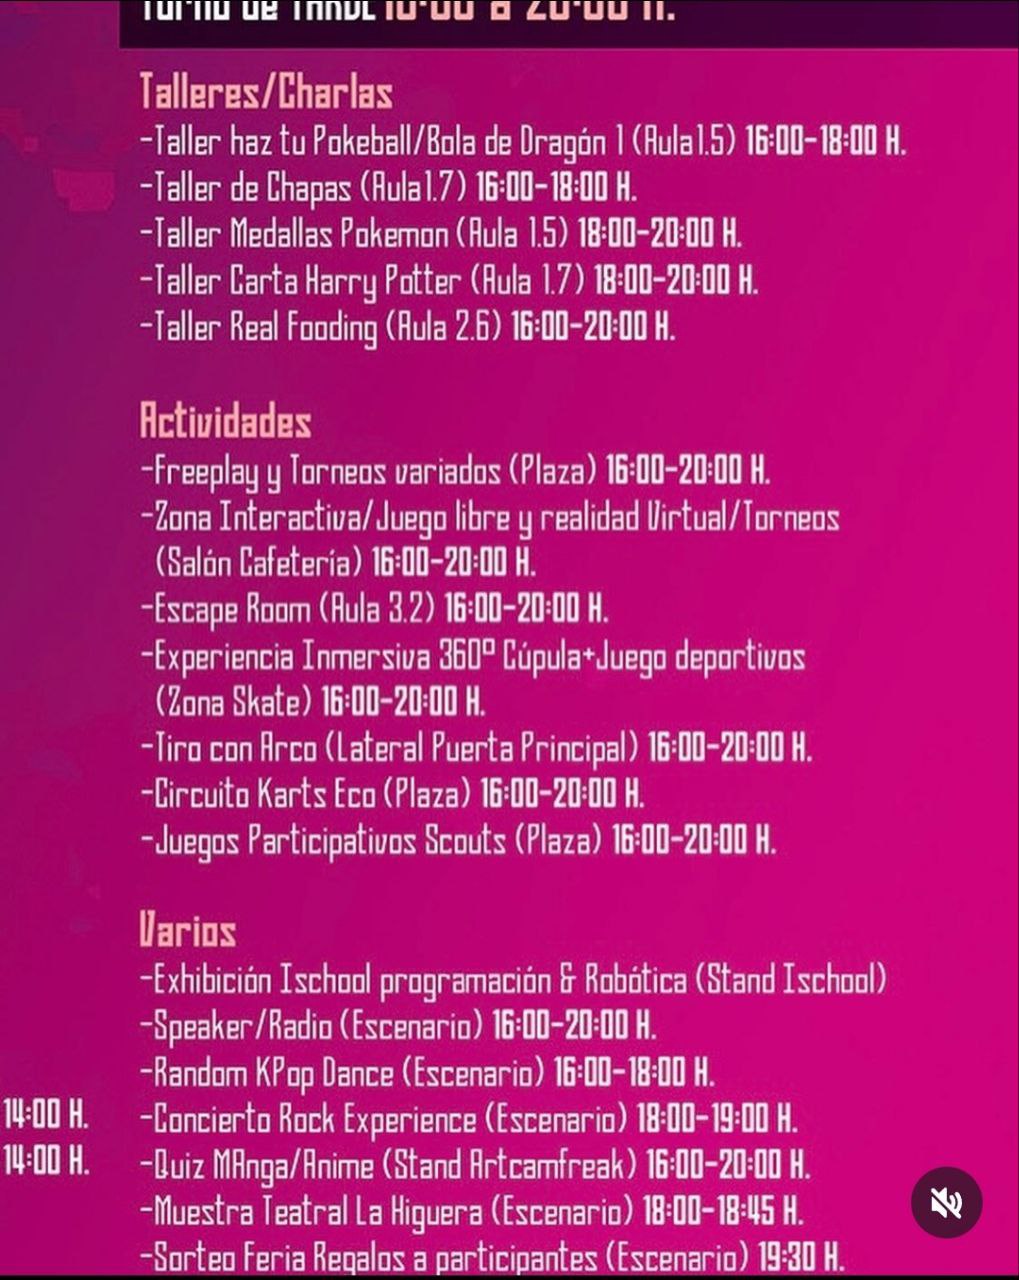 Turno de TARDE 16:00 a 20:00 H.
Talleres/Charlas
-Taller haz tu Pokeball/Bola de Dragón 1 (Aula1.5) 16:00-18:00 H.
-Taller de Chapas (Aula1.7) 16:00-18:00 H.
-Taller Medallas Pokemon (Aula 1.5) 18:00-20:00 H.
-Taller Carta Harry Potter (Aula 1.7) 18:00-20:00 H.
-Taller Real Fooding (Aula 2.6) 16:00-20:00 H.
Actividades
-Freeplay y Torneos variados (Plaza) 16:00-20:00 H.
-Zona Interactiva/Juego libre y realidad Virtual/Torneos
(Salón Cafetería) 16:00-20:00 H.
-Escape Room (Aula 3.2) 16:00-20:00 H.
-Experiencia Inmersiva 360º Cúpula+Juego deportivos
(Zona Skate) 16:00-20:00 H.
-Tiro con Arco (Lateral Puerta Principal) 16:00-20:00 H.
-Circuito Karts Eco (Plaza) 16:00-20:00 H.
-Juegos Participativos Scouts (Plaza) 16:00-20:00 H.
Varios
-Exhibición Ischool programación & Robótica (Stand Ischool)
-Speaker/Radio (Escenario) 16:00-20:00 H.
-Random KPop Dance (Escenario) 16:00-18:00 H.
14:00 H.
-Concierto Rock Experience (Escenario) 18:00-19:00 H.
14:00 H.
-Quiz MAnga/Anime (Stand Artcamfreak) 16:00-20:00 H.
-Muestra Teatral La Higuera (Escenario) 18:00-18:45 H.
-Sorteo Feria Regalos a participantes (Escenario) 19:30 H.